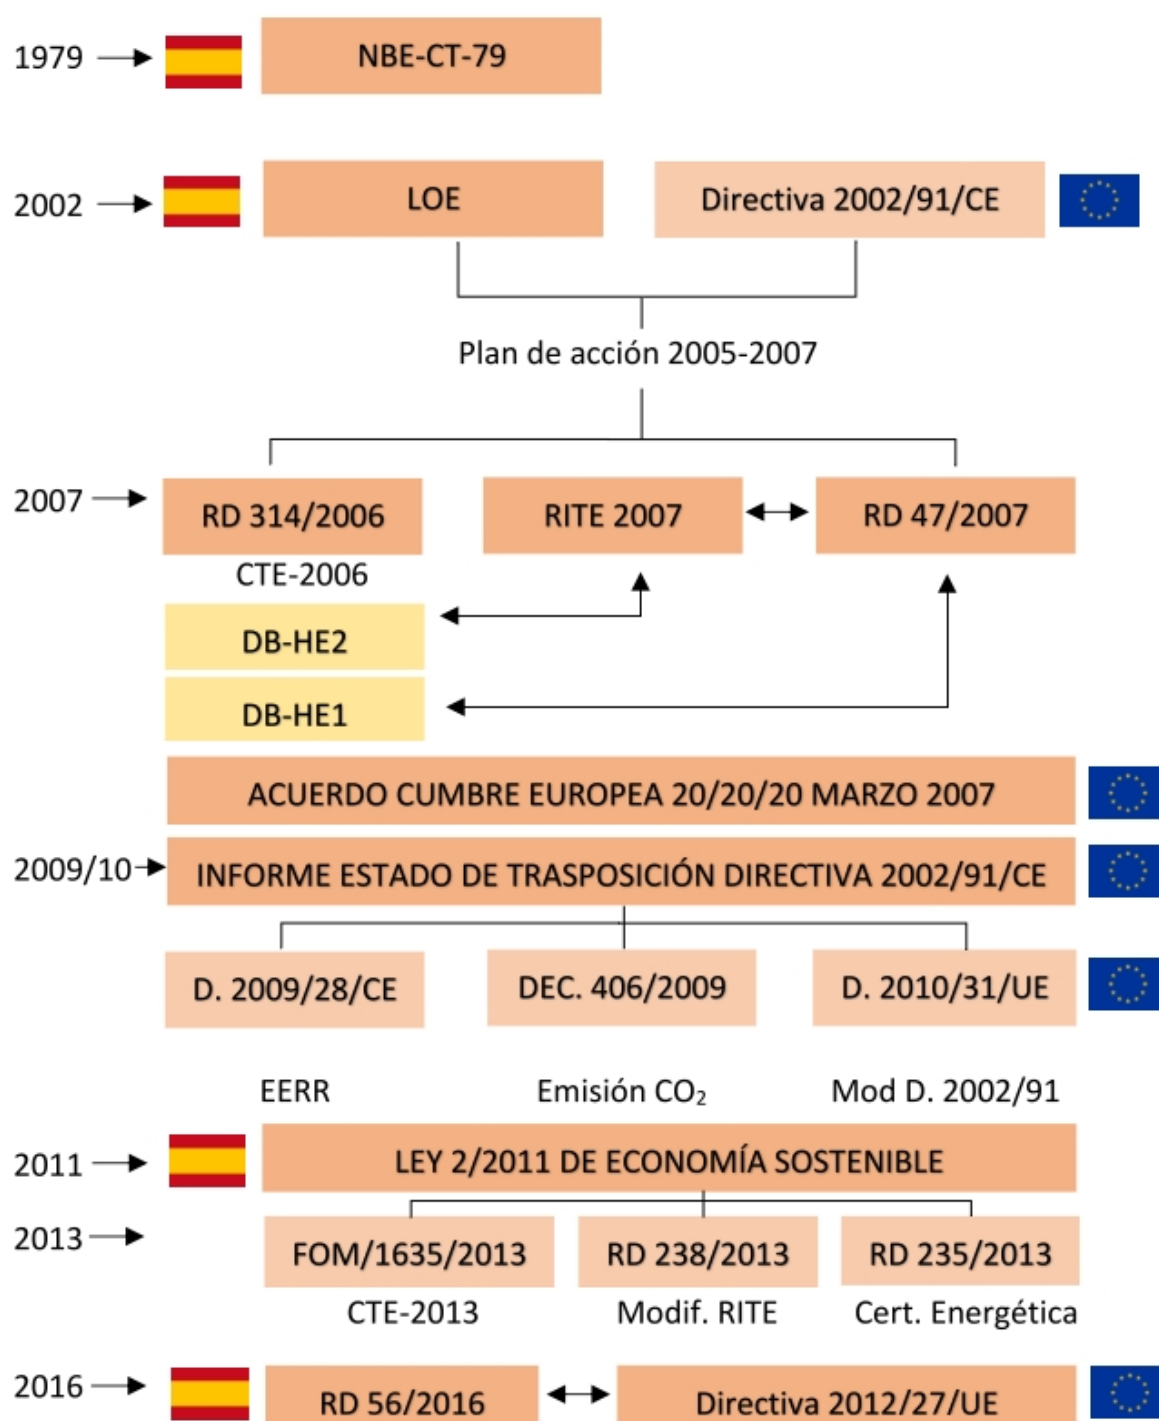 1979
NBE-CT-79
2002
LOE
Directiva 2002/91/CE
Plan de acción 2005-2007
2007
RD 314/2006
RITE 2007
RD 47/2007
CTE-2006
DB-HE2
DB-HE1
ACUERDO CUMBRE EUROPEA 20/20/20 MARZO 2007
2009/10
INFORME ESTADO DE TRASPOSICIÓN DIRECTIVA 2002/91/CE
D. 2009/28/CE
DEC. 406/2009
D. 2010/31/UE
EERR
Emisión CO₂
Mod D. 2002/91
2011
LEY 2/2011 DE ECONOMÍA SOSTENIBLE
2013
FOM/1635/2013
RD 238/2013
RD 235/2013
CTE-2013
Modif. RITE
Cert. Energética
2016
RD 56/2016
Directiva 2012/27/UE